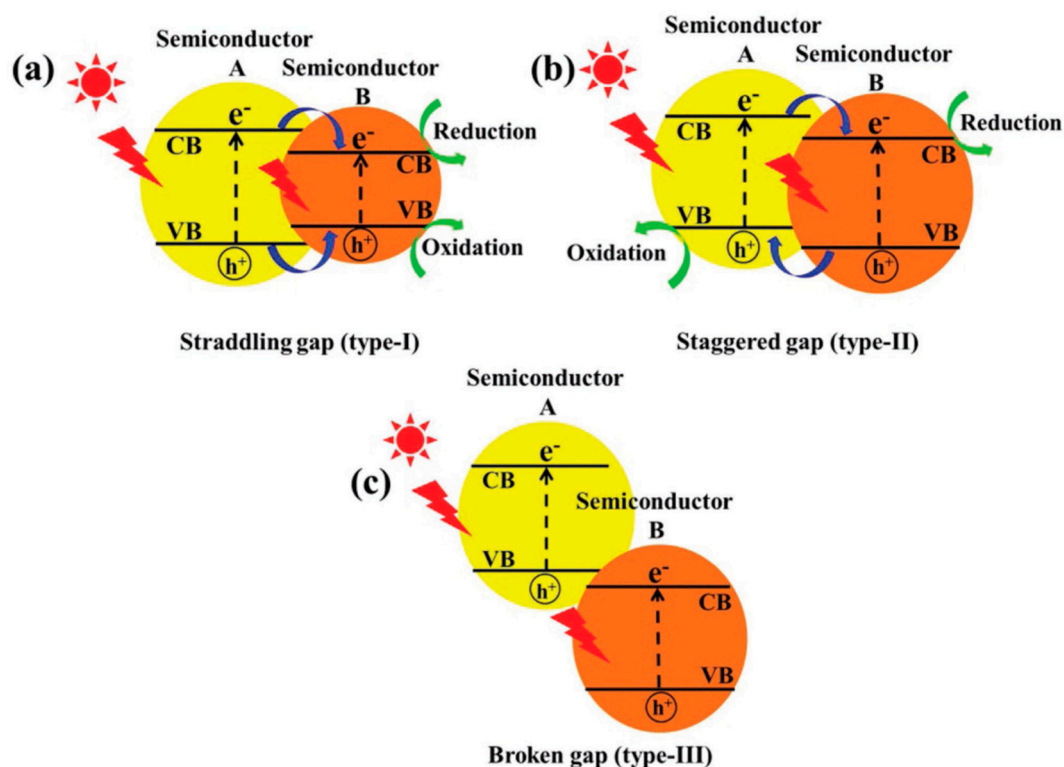 (a)
Semiconductor
A
Semiconductor
B
e-
e-
CB
CB
Reduction
VB
VB
Oxidation
h+
h+
Straddling gap (type-I)
(b)
Semiconductor
A
Semiconductor
B
e-
e-
CB
CB
Reduction
VB
VB
Oxidation
h+
h+
Staggered gap (type-II)
(c)
Semiconductor
A
e-
CB
Semiconductor
B
VB
h+
e-
CB
VB
h+
Broken gap (type-III)